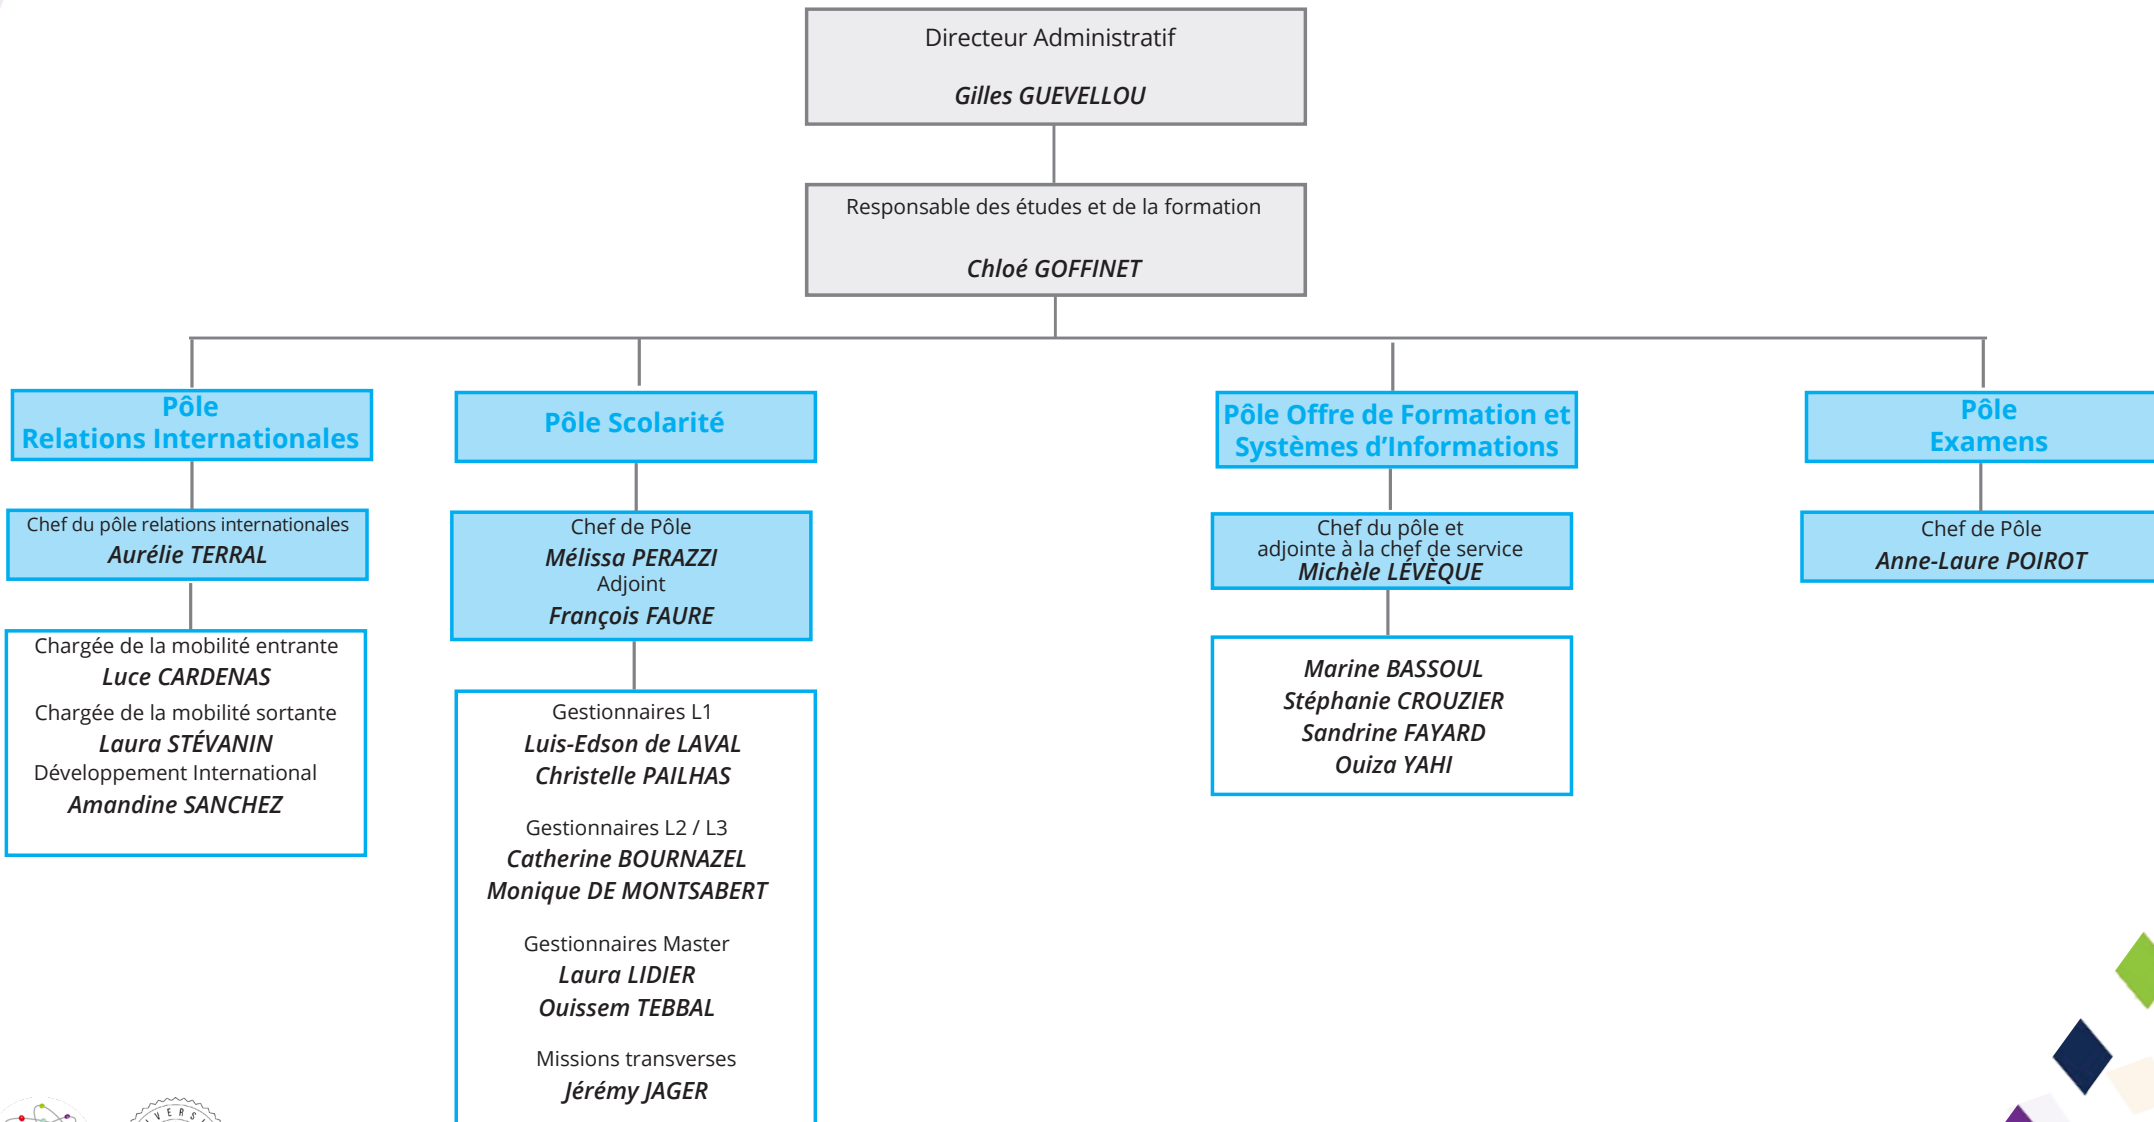 Directeur Administratif
Gilles GUEVELLOU
Responsable des études et de la formation
Chloé GOFFINET
Pôle
Relations Internationales
Chef du pôle relations internationales
Aurélie TERRAL
Chargée de la mobilité entrante
Luce CARDENAS
Chargée de la mobilité sortante
Laura STÉVANIN
Développement International
Amandine SANCHEZ
Pôle Scolarité
Chef de Pôle
Mélissa PERAZZI
Adjoint
François FAURE
Gestionnaires L1
Luis-Edson de LAVAL
Christelle PAILHAS
Gestionnaires L2 / L3
Catherine BOURNAZEL
Monique DE MONTSABERT
Gestionnaires Master
Laura LIDIER
Ouissem TEBBAL
Missions transverses
Jérémy JAGER
Pôle Offre de Formation et
Systèmes d’Informations
Chef du pôle et
adjointe à la chef de service
Michèle LÉVÈQUE
Marine BASSOUL
Stéphanie CROUZIER
Sandrine FAYARD
Ouiza YAHI
Pôle
Examens
Chef de Pôle
Anne-Laure POIROT